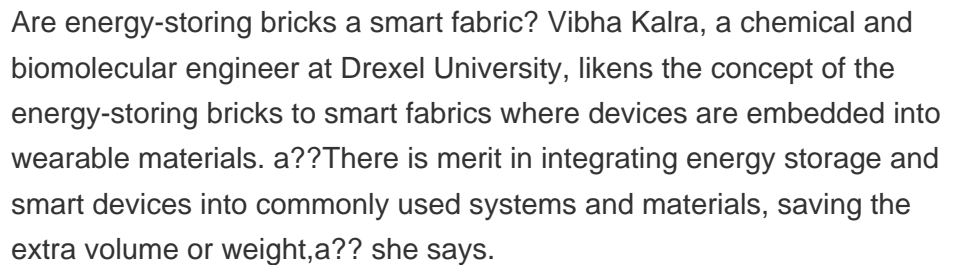 Are energy-storing bricks a smart fabric? Vibha Kalra, a chemical and
biomolecular engineer at Drexel University, likens the concept of the
energy-storing bricks to smart fabrics where devices are embedded into
wearable materials. a??There is merit in integrating energy storage and
smart devices into commonly used systems and materials, saving the
extra volume or weight,a?? she says.